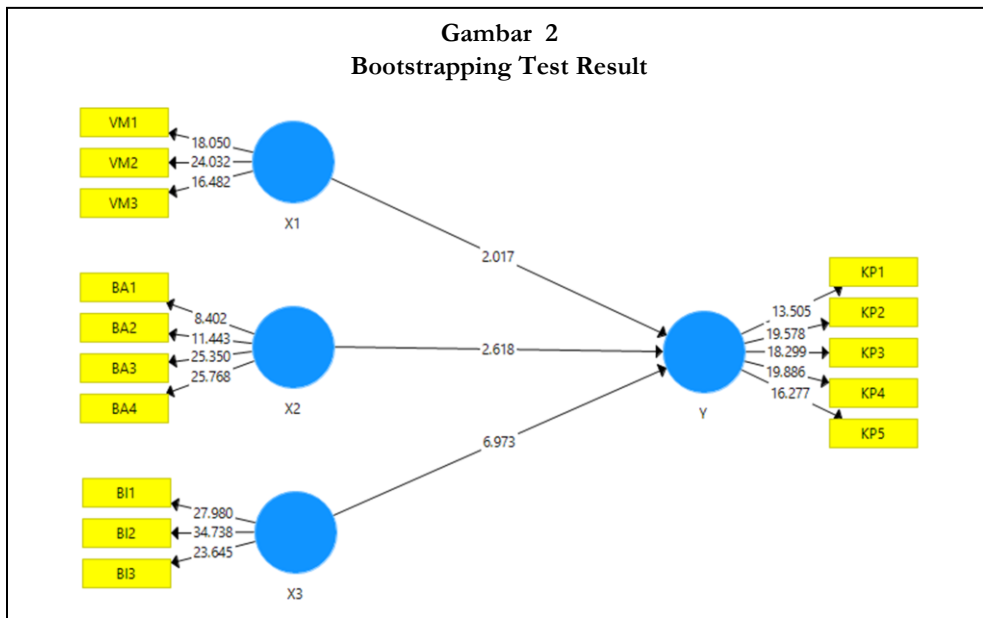 Gambar 2
Bootstrapping Test Result
VM1
VM2
VM3
18.050
24.032
16.482
X1
2.017
BA1
BA2
BA3
BA4
8.402
11.443
25.350
25.768
X2
2.618
BI1
BI2
BI3
27.980
34.738
23.645
X3
6.973
Y
13.505
19.578
18.299
19.886
16.277
KP1
KP2
KP3
KP4
KP5